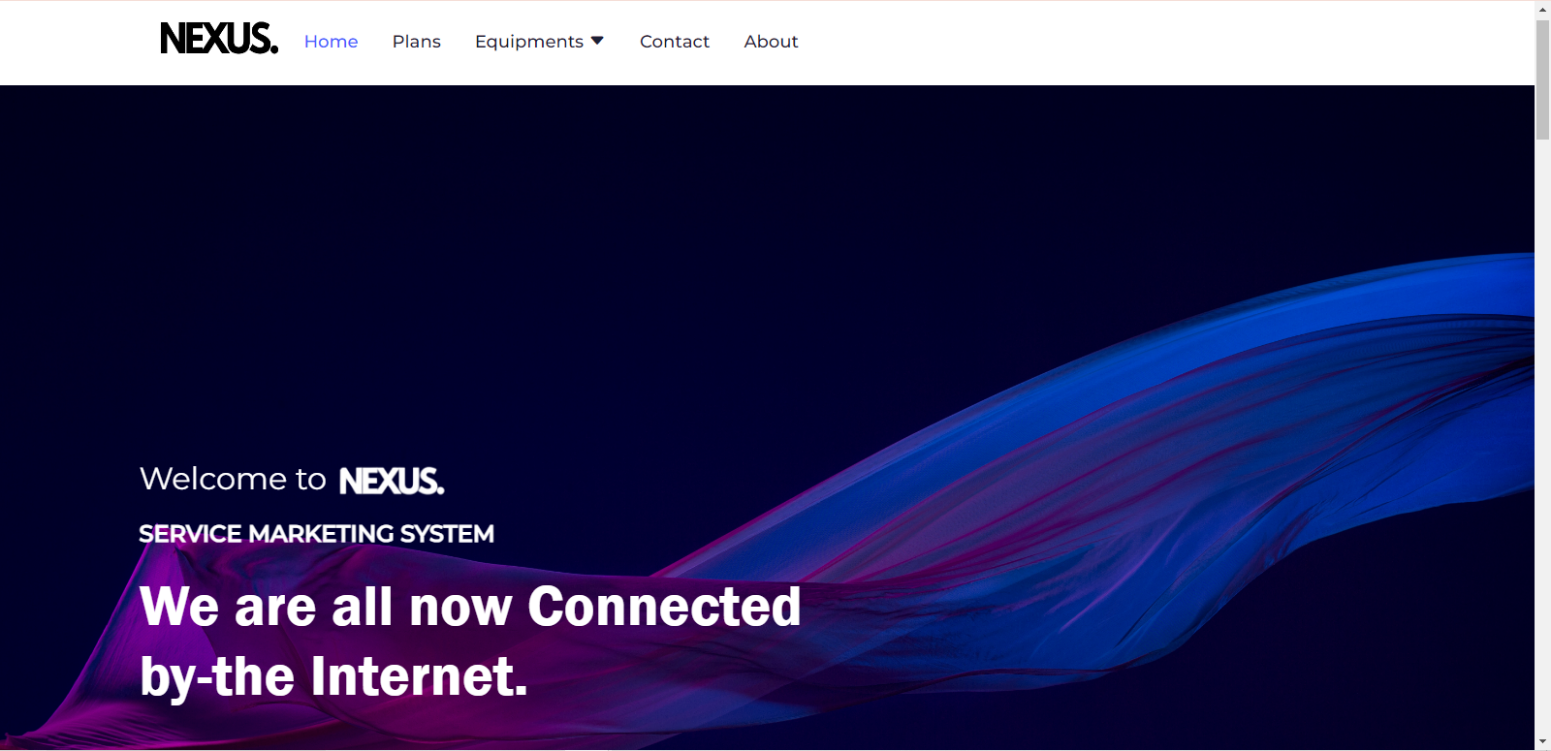 NEXUS. Home Plans Equipments Contact About
Welcome to NEXUS.
SERVICE MARKETING SYSTEM
We are all now Connected
by-the Internet.